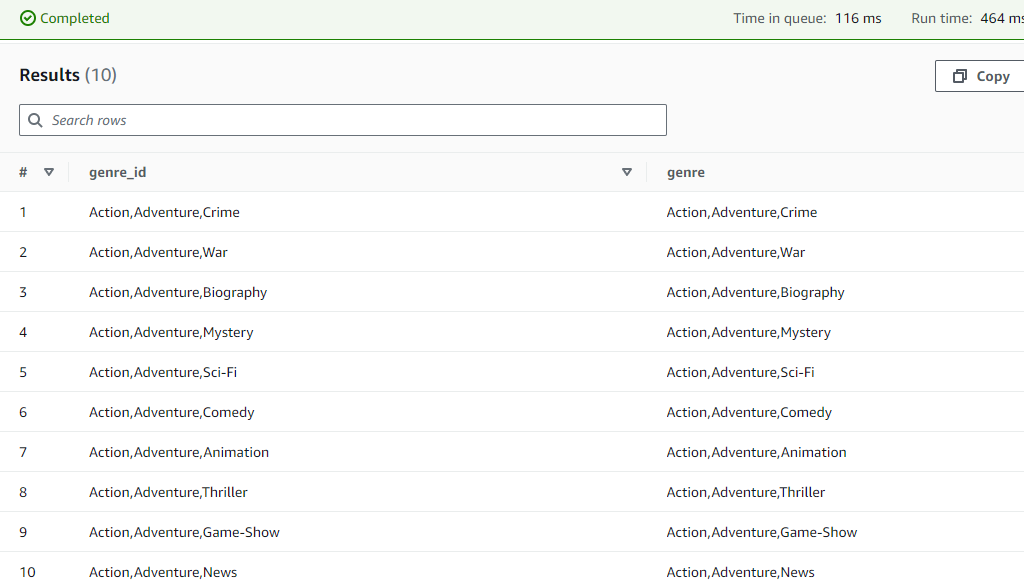 Completed Time in queue: 116 ms Run time: 464 ms
Results (10) Copy
Search rows
# genre_id genre
1 Action,Adventure,Crime Action,Adventure,Crime
2 Action,Adventure,War Action,Adventure,War
3 Action,Adventure,Biography Action,Adventure,Biography
4 Action,Adventure,Mystery Action,Adventure,Mystery
5 Action,Adventure,Sci-Fi Action,Adventure,Sci-Fi
6 Action,Adventure,Comedy Action,Adventure,Comedy
7 Action,Adventure,Animation Action,Adventure,Animation
8 Action,Adventure,Thriller Action,Adventure,Thriller
9 Action,Adventure,Game-Show Action,Adventure,Game-Show
10 Action,Adventure,News Action,Adventure,News